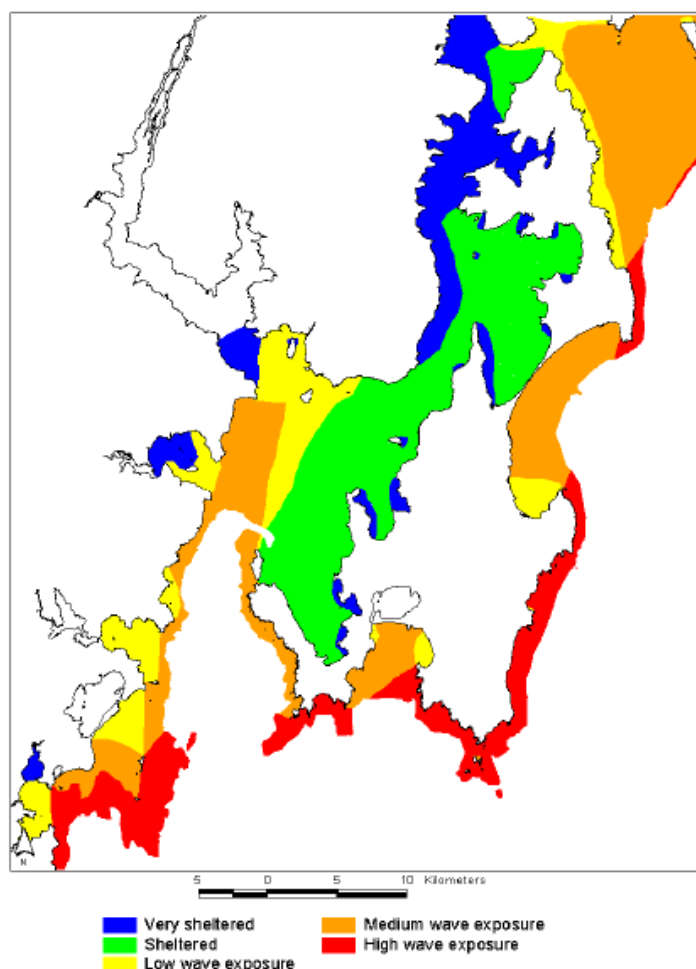 N
5 0 5 10 Kilometers
Very sheltered
Sheltered
Low wave exposure
Medium wave exposure
High wave exposure